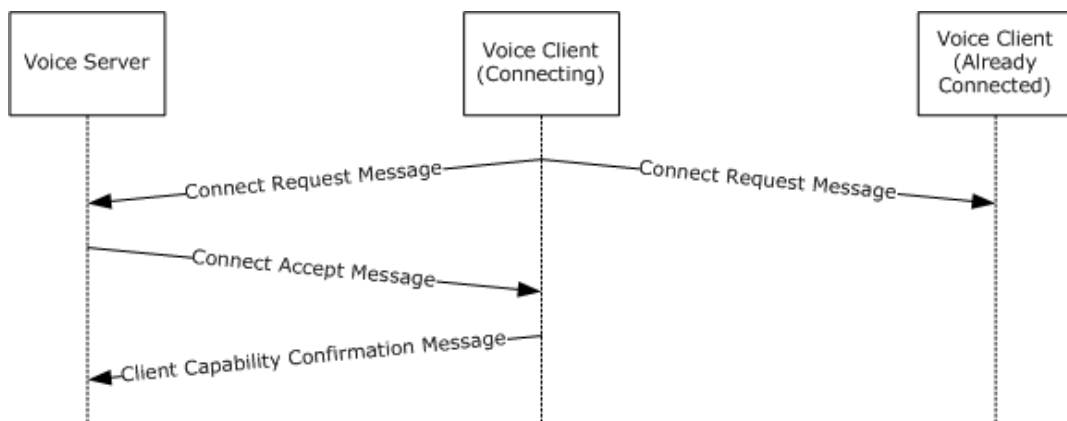 Voice Server
Voice Client
(Connecting)
Voice Client
(Already
Connected)
Connect Request Message
Connect Request Message
Connect Accept Message
Client Capability Confirmation Message